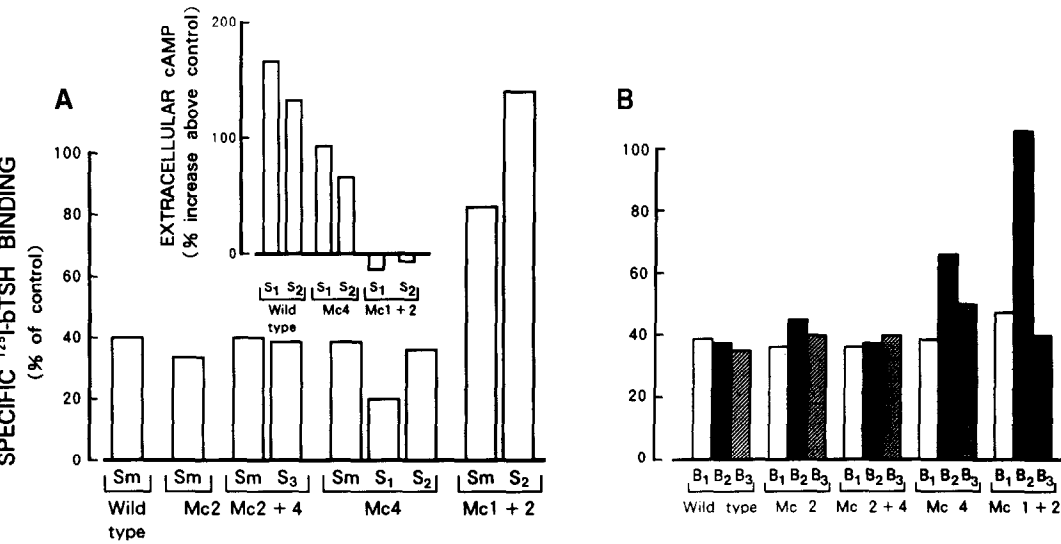 A
SPECIFIC ¹²⁵I-bTSH BINDING
(% of control)
100
80
60
40
20
0
Sm Sm Sm S₃ Sm S₁ S₂ Sm S₂
Wild type Mc2 Mc2 + 4 Mc4 Mc1 + 2
EXTRACELLULAR cAMP
(% increase above control)
200
100
0
S₁ S₂ S₁ S₂ S₁ S₂
Wild type Mc4 Mc1 + 2
B
100
80
60
40
20
0
B₁ B₂ B₃ B₁ B₂ B₃ B₁ B₂ B₃ B₁ B₂ B₃ B₁ B₂ B₃
Wild type Mc 2 Mc 2 + 4 Mc 4 Mc 1 + 2